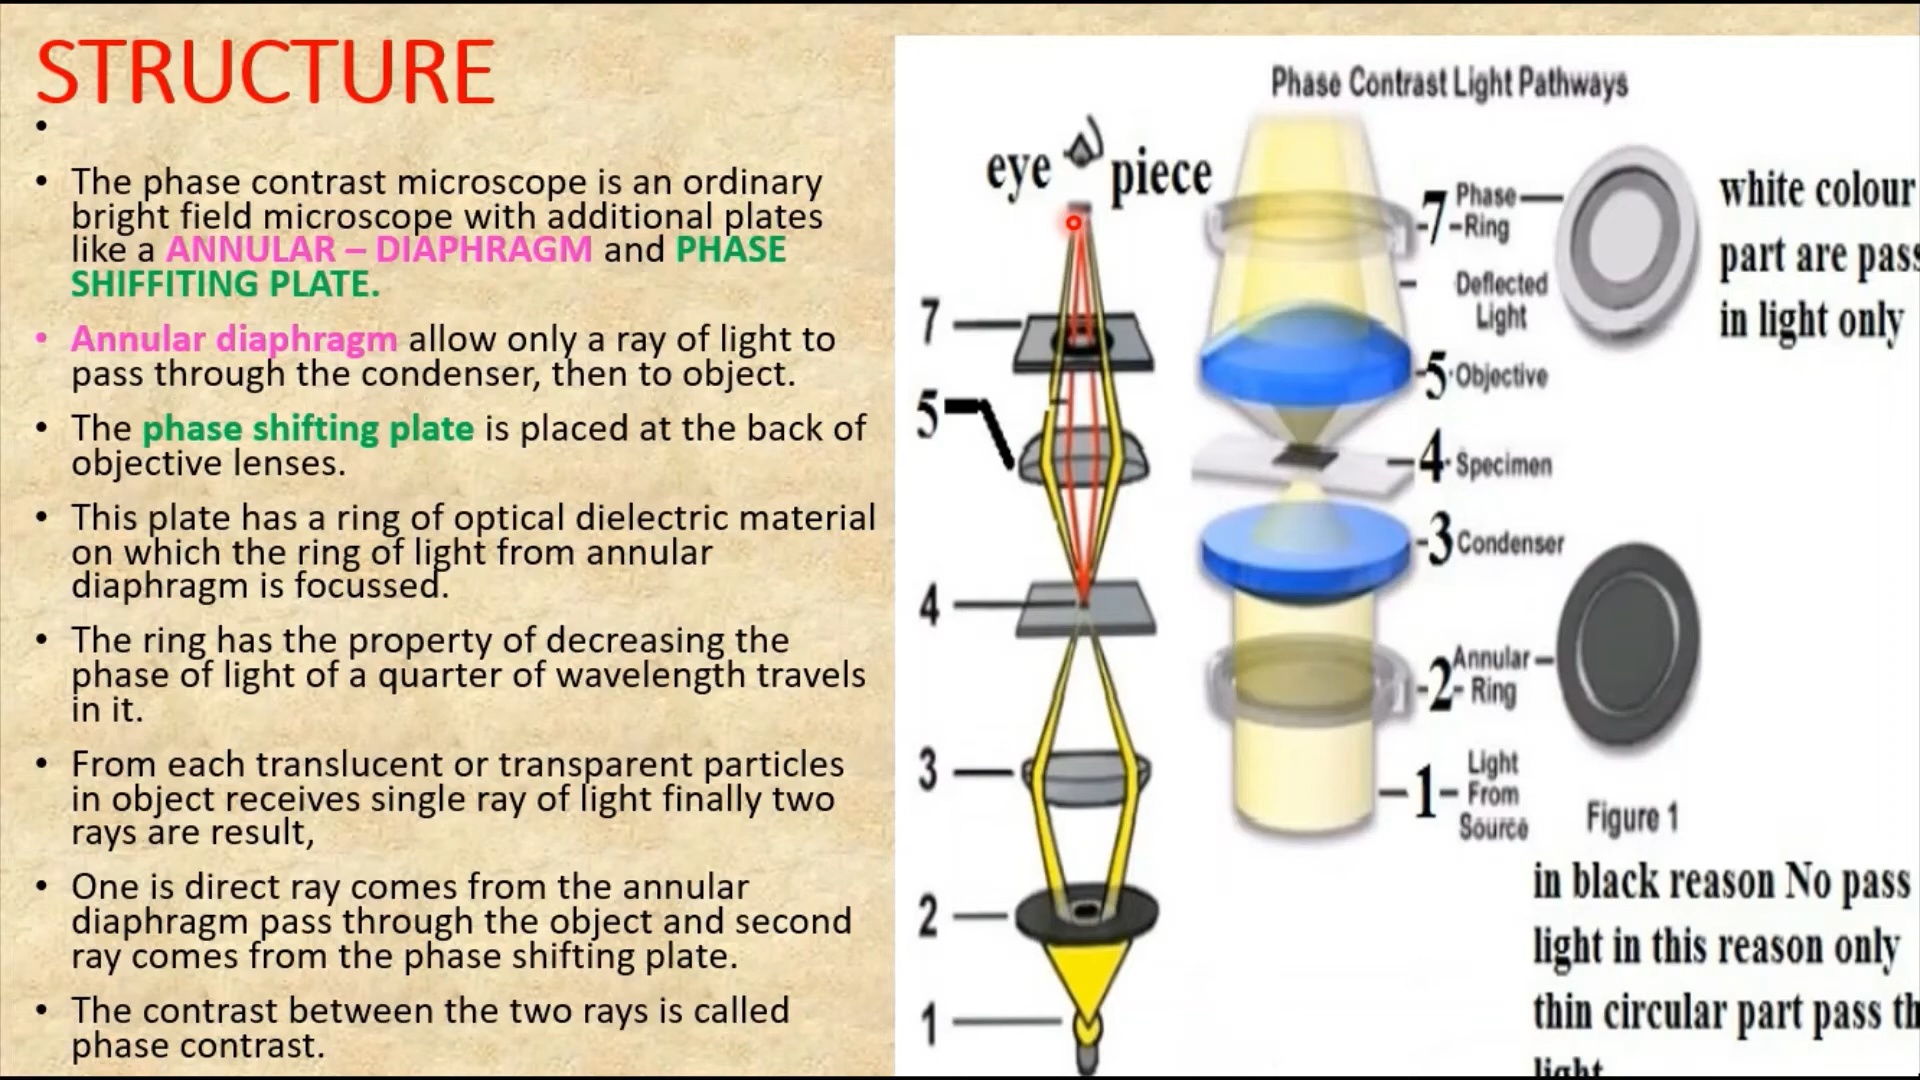 STRUCTURE
•
• The phase contrast microscope is an ordinary
bright field microscope with additional plates
like a ANNULAR – DIAPHRAGM and PHASE
SHIFFITING PLATE.
• Annular diaphragm allow only a ray of light to
pass through the condenser, then to object.
• The phase shifting plate is placed at the back of
objective lenses.
• This plate has a ring of optical dielectric material
on which the ring of light from annular
diaphragm is focussed.
• The ring has the property of decreasing the
phase of light of a quarter of wavelength travels
in it.
• From each translucent or transparent particles
in object receives single ray of light finally two
rays are result,
• One is direct ray comes from the annular
diaphragm pass through the object and second
ray comes from the phase shifting plate.
• The contrast between the two rays is called
phase contrast.
eye piece
7
5
4
3
2
1
Phase Contrast Light Pathways
7 Phase
Ring
Deflected
Light
5 Objective
4 Specimen
3 Condenser
2 Annular
Ring
1 Light
From
Source
Figure 1
white colour
part are pass
in light only
in black reason No pass
light in this reason only
thin circular part pass th
light